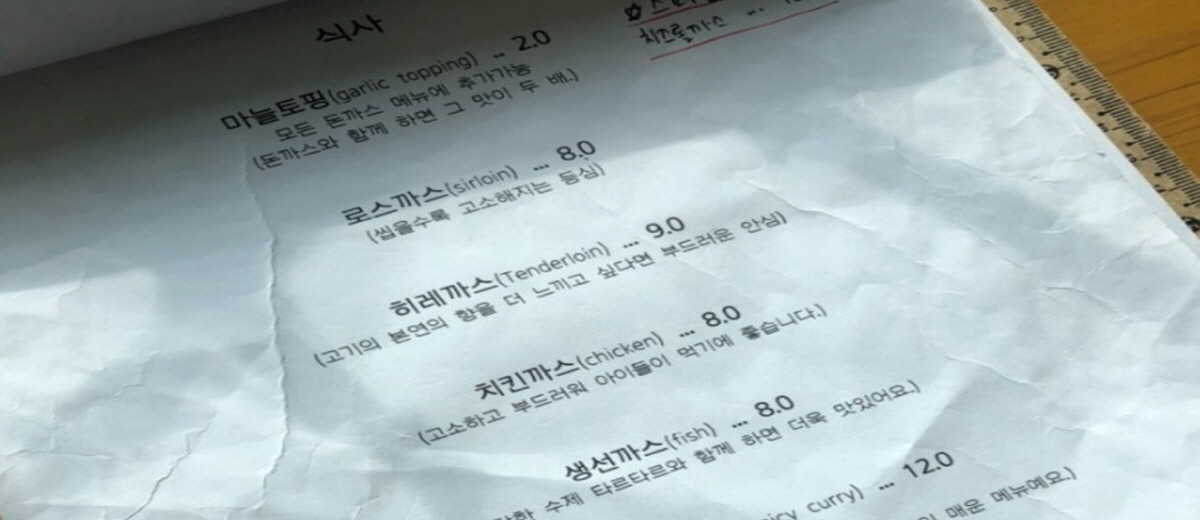 식사
치즈롤까스 ...
마늘토핑(garlic topping) .. 2.0
모든 돈까스 메뉴에 추가가능
(돈까스와 함께 하면 그 맛이 두 배.)
로스까스(sirloin) ... 8.0
(씹을수록 고소해지는 등심)
히레까스(Tenderloin) ... 9.0
(고기의 본연의 향을 더 느끼고 싶다면 부드러운 안심)
치킨까스(chicken) ... 8.0
(고소하고 부드러워 아이들이 먹기에 좋습니다.)
생선까스(fish) ... 8.0
수제 타르타르와 함께 하면 더욱 맛있어요.)
curry) ... 12.0
매운 메뉴예요.)